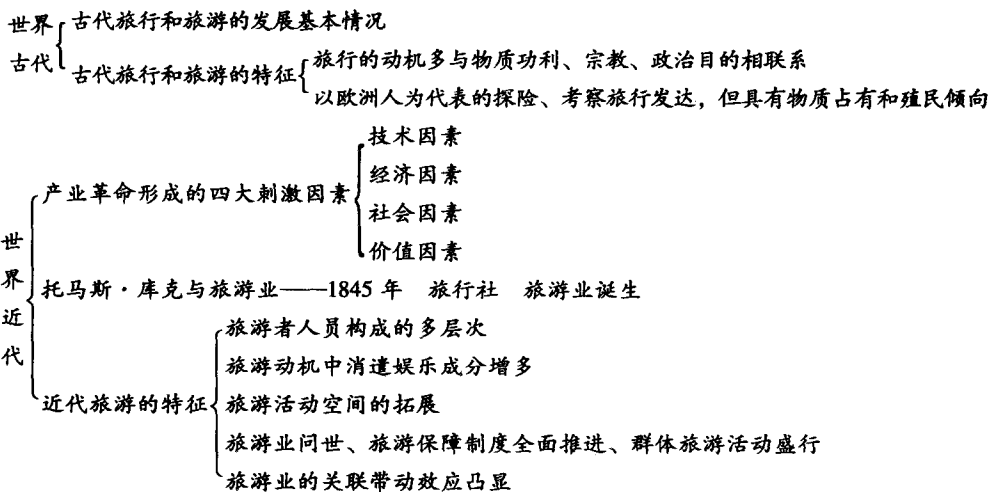 世界古代
古代旅行和旅游的发展基本情况
古代旅行和旅游的特征
旅行的动机多与物质功利、宗教、政治目的相联系
以欧洲人为代表的探险、考察旅行发达，但具有物质占有和殖民倾向
世界近代
产业革命形成的四大刺激因素
技术因素
经济因素
社会因素
价值因素
托马斯·库克与旅游业——1845 年 旅行社 旅游业诞生
近代旅游的特征
旅游者人员构成的多层次
旅游动机中消遣娱乐成分增多
旅游活动空间的拓展
旅游业问世、旅游保障制度全面推进、群体旅游活动盛行
旅游业的关联带动效应凸显